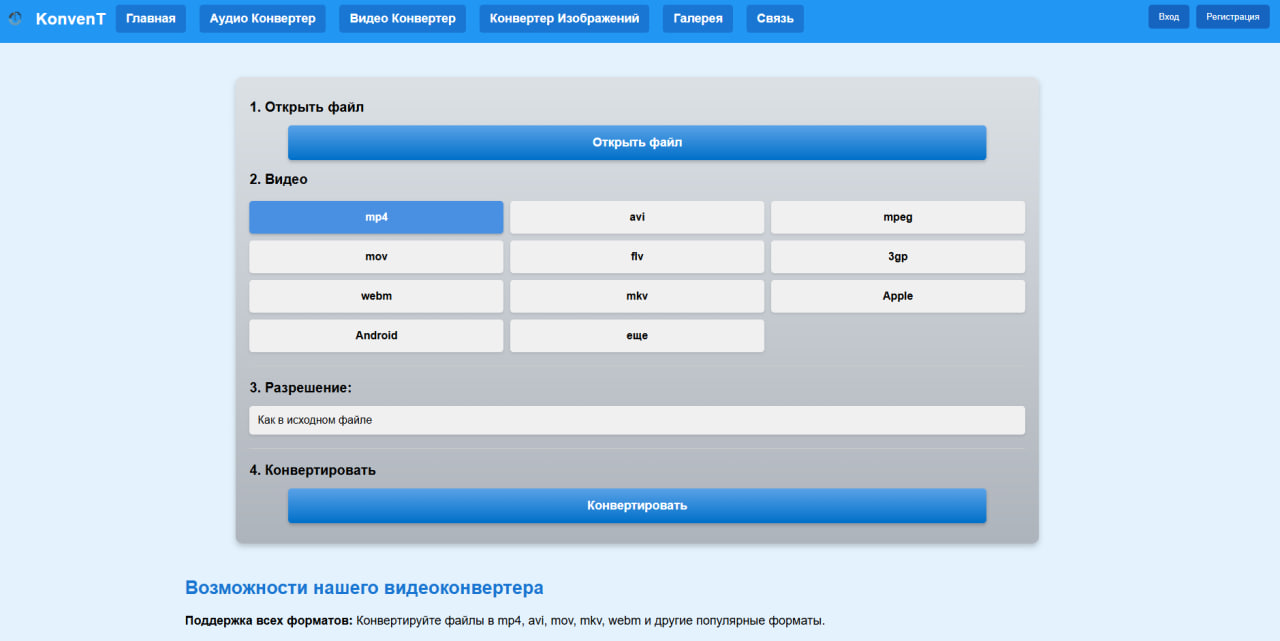 KonvenT Главная Аудио Конвертер Видео Конвертер Конвертер Изображений Галерея Связь Вход Регистрация
1. Открыть файл
Открыть файл
2. Видео
mp4 avi mpeg
mov flv 3gp
webm mkv Apple
Android еще
3. Разрешение:
Как в исходном файле
4. Конвертировать
Конвертировать
Возможности нашего видеоконвертера
Поддержка всех форматов: Конвертируйте файлы в mp4, avi, mov, mkv, webm и другие популярные форматы.